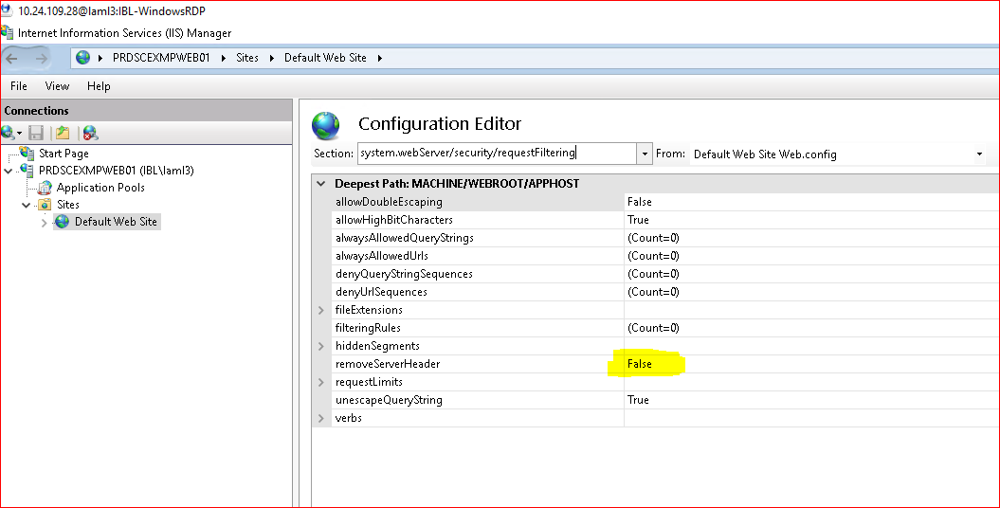 10.24.109.28@laml3:IBL-WindowsRDP
Internet Information Services (IIS) Manager
PRDSCEXMPWEB01 Sites Default Web Site
File View Help
Connections
Start Page
PRDSCEXMPWEB01 (IBL\laml3)
Application Pools
Sites
Default Web Site
Configuration Editor
Section: system.webServer/security/requestFiltering From: Default Web Site Web.config
Deepest Path: MACHINE/WEBROOT/APPHOST
allowDoubleEscaping False
allowHighBitCharacters True
alwaysAllowedQueryStrings (Count=0)
alwaysAllowedUrls (Count=0)
denyQueryStringSequences (Count=0)
denyUrlSequences (Count=0)
fileExtensions
filteringRules (Count=0)
hiddenSegments
removeServerHeader False
requestLimits
unescapeQueryString True
verbs